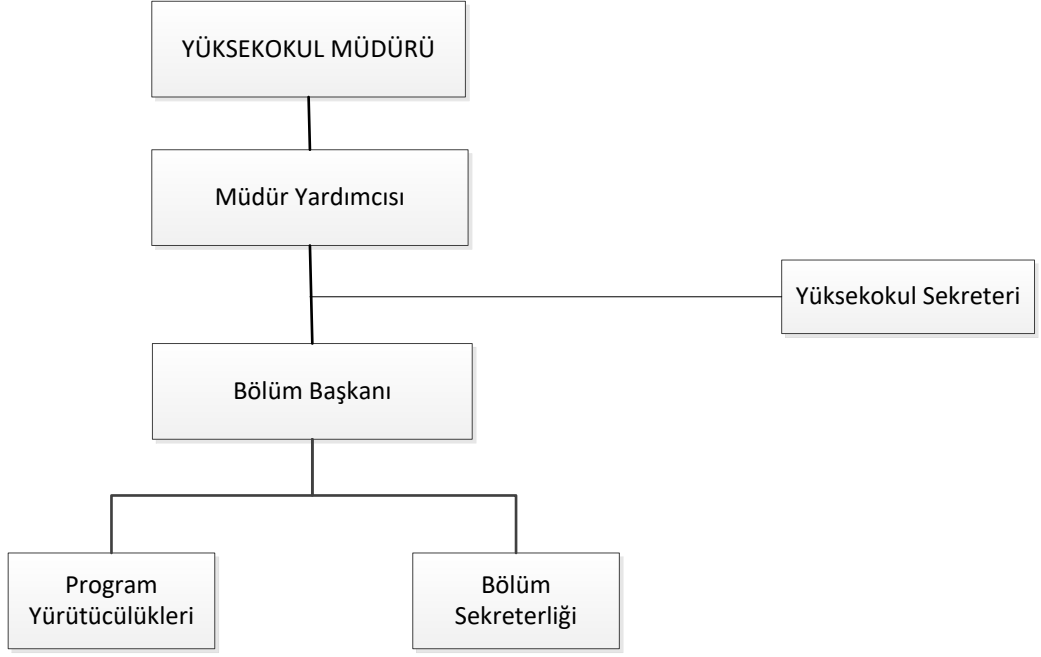 YÜKSEKOKUL MÜDÜRÜ
Müdür Yardımcısı
Yüksekokul Sekreteri
Bölüm Başkanı
Program
Yürütücülükleri
Bölüm
Sekreterliği